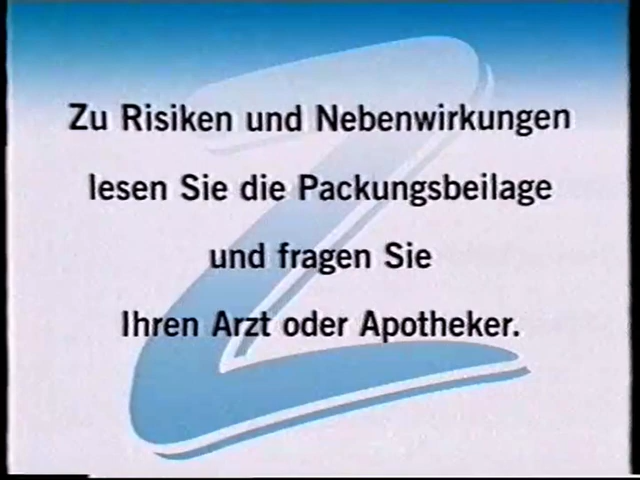 Zu Risiken und Nebenwirkungen
lesen Sie die Packungsbeilage
und fragen Sie
Ihren Arzt oder Apotheker.